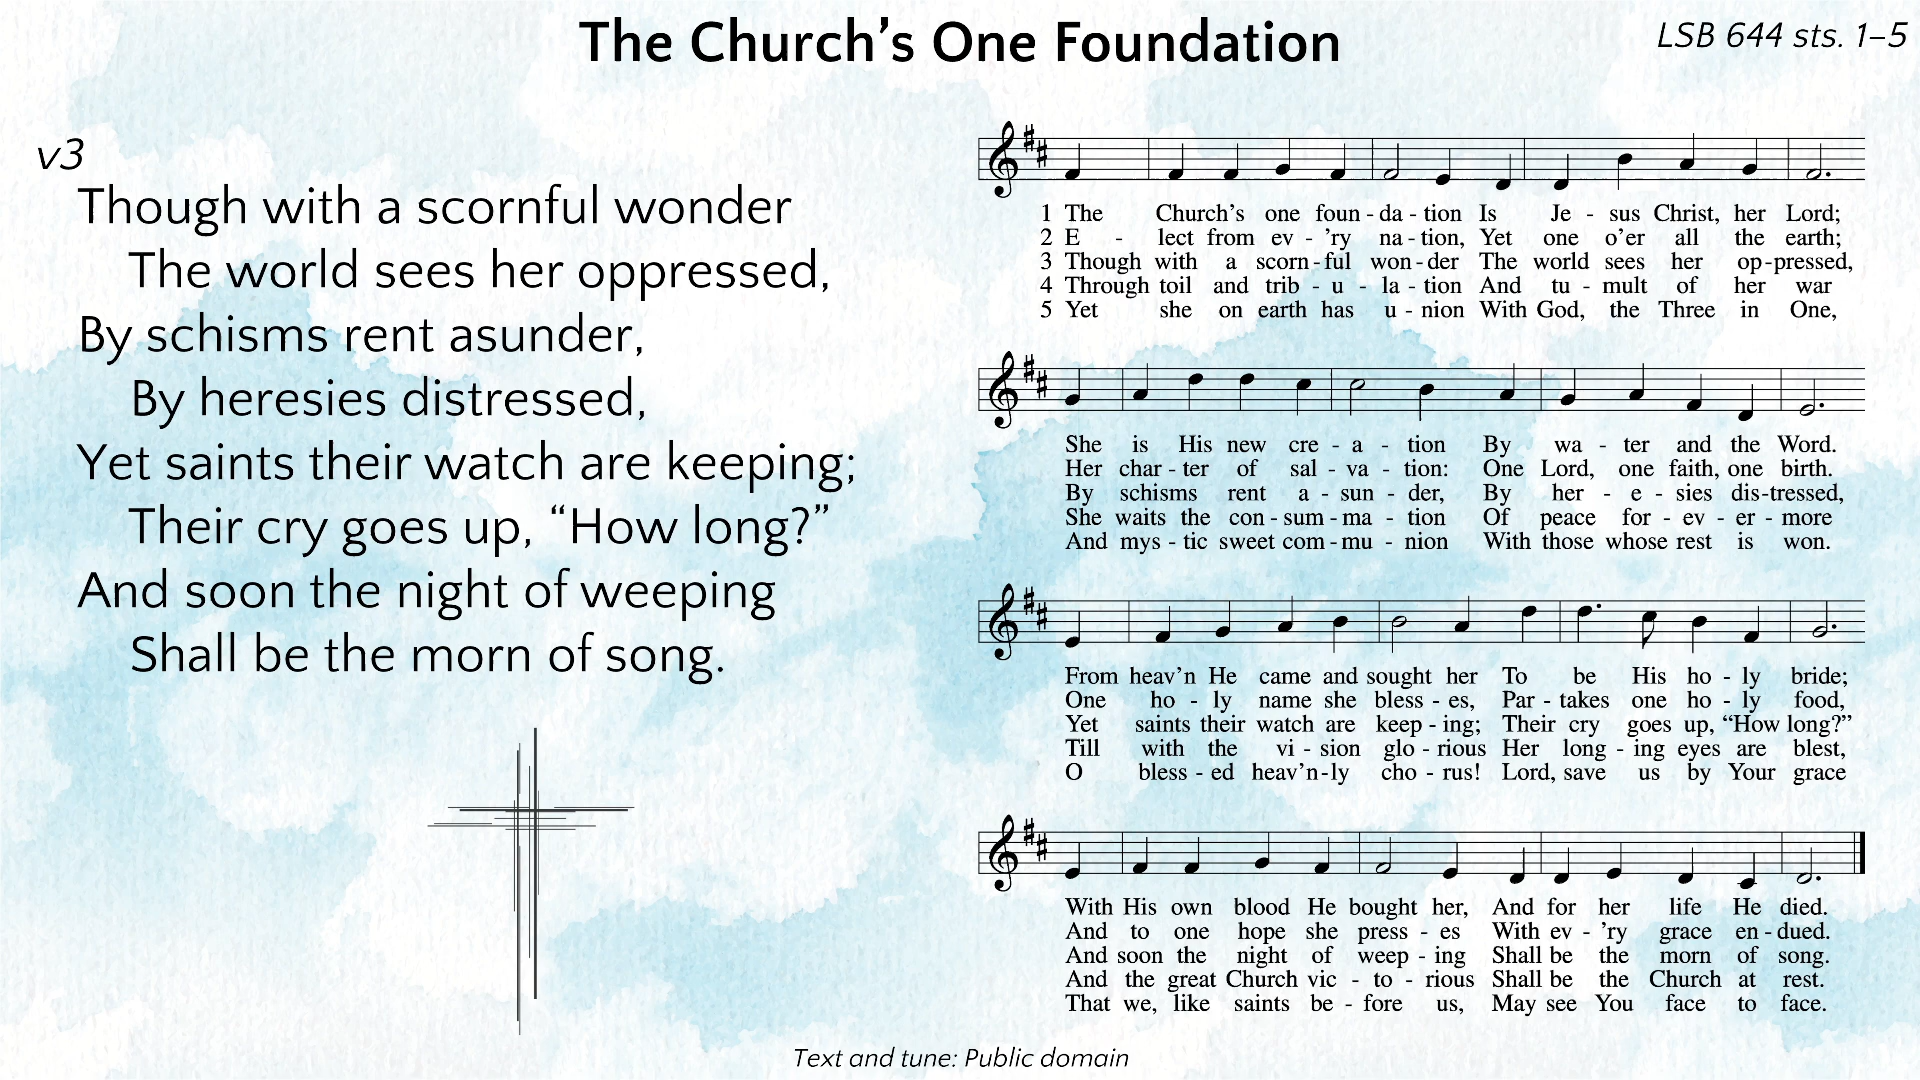 The Church’s One Foundation
LSB 644 sts. 1–5
v3
Though with a scornful wonder
The world sees her oppressed,
By schisms rent asunder,
By heresies distressed,
Yet saints their watch are keeping;
Their cry goes up, “How long?”
And soon the night of weeping
Shall be the morn of song.
1 The Church’s one foun - da - tion Is Je - sus Christ, her Lord;
2 E - lect from ev - ’ry na - tion, Yet one o’er all the earth;
3 Though with a scorn - ful won - der The world sees her op - pressed,
4 Through toil and trib - u - la - tion And tu - mult of her war
5 Yet she on earth has u - nion With God, the Three in One,
She is His new cre - a - tion By wa - ter and the Word.
Her char - ter of sal - va - tion: One Lord, one faith, one birth.
By schisms rent a - sun - der, By her - e - sies dis - tressed,
She waits the con - sum - ma - tion Of peace for - ev - er - more
And mys - tic sweet com - mu - nion With those whose rest is won.
From heav’n He came and sought her To be His ho - ly bride;
One ho - ly name she bless - es, Par - takes one ho - ly food,
Yet saints their watch are keep - ing; Their cry goes up, “How long?”
Till with the vi - sion glo - rious Her long - ing eyes are blest,
O bless - ed heav’n - ly cho - rus! Lord, save us by Your grace
With His own blood He bought her, And for her life He died.
And to one hope she press - es With ev - ’ry grace en - dued.
And soon the night of weep - ing Shall be the morn of song.
And the great Church vic - to - rious Shall be the Church at rest.
That we, like saints be - fore us, May see You face to face.
Text and tune: Public domain